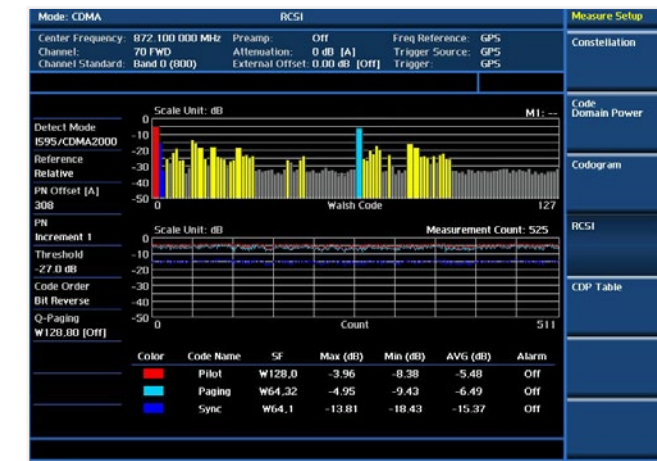 Mode: CDMA RCSI Measure Setup
Center Frequency: 872.100 000 MHz Preamp: Off Freq Reference: GPS
Channel: 70 FWD Attenuation: 0 dB [A] Trigger Source: GPS
Channel Standard: Band 0 (800) External Offset: 0.00 dB [Off] Trigger: GPS
Constellation
Code
Domain Power
Codogram
RCSI
CDP Table
Detect Mode
IS95/CDMA2000
Reference
Relative
PN Offset [A]
308
PN
Increment 1
Threshold
-27.0 dB
Code Order
Bit Reverse
Q-Paging
W128,80 [Off]
Scale Unit: dB M1: --
0
-10
-20
-30
-40
-50
0 Walsh Code 127
Scale Unit: dB Measurement Count: 525
0
-10
-20
-30
-40
-50
0 Count 511
Color Code Name SF Max (dB) Min (dB) AVG (dB) Alarm
Pilot W128,0 -3.96 -8.38 -5.48 Off
Paging W64,32 -4.95 -9.43 -6.49 Off
Sync W64,1 -13.81 -18.43 -15.37 Off